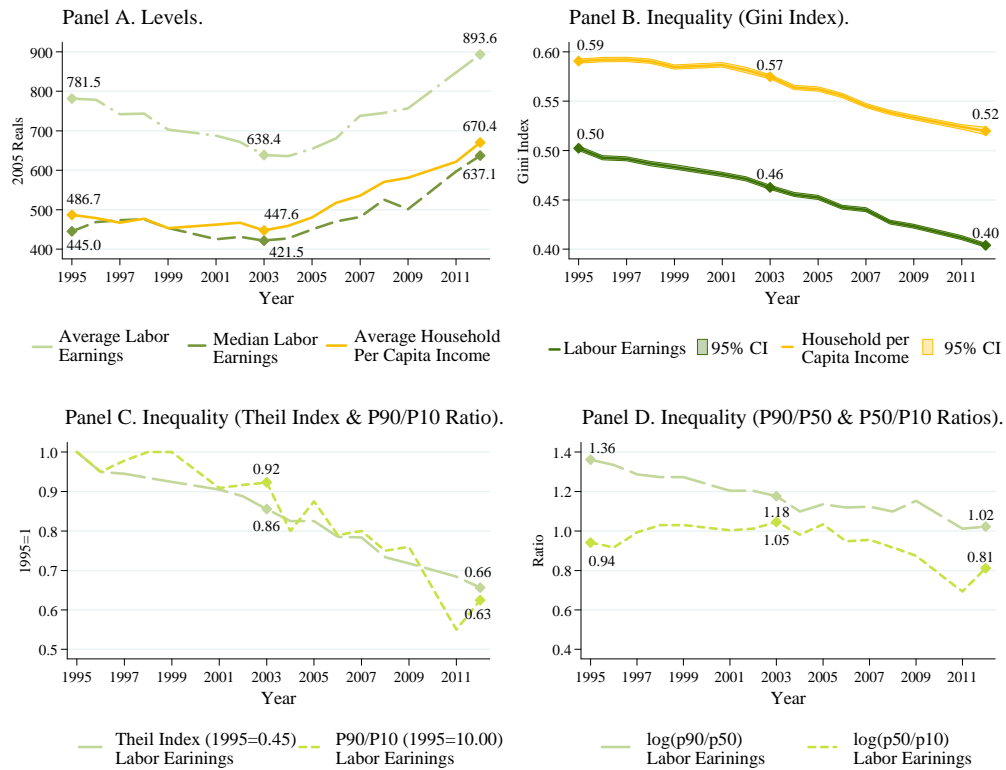 Panel A. Levels.
2005 Reals
900
800
700
600
500
400
781.5
893.6
638.4
670.4
637.1
486.7
447.6
445.0
421.5
1995 1997 1999 2001 2003 2005 2007 2009 2011
Year
Average Labor Earnings
Median Labor Earnings
Average Household Per Capita Income
Panel B. Inequality (Gini Index).
Gini Index
0.60
0.55
0.50
0.45
0.40
0.59
0.57
0.52
0.50
0.46
0.40
1995 1997 1999 2001 2003 2005 2007 2009 2011
Year
Labour Earnings
95% CI
Household per Capita Income
95% CI
Panel C. Inequality (Theil Index & P90/P10 Ratio).
1995=1
1.0
0.9
0.8
0.7
0.6
0.5
0.92
0.86
0.66
0.63
1995 1997 1999 2001 2003 2005 2007 2009 2011
Year
Theil Index (1995=0.45)
Labor Earinings
P90/P10 (1995=10.00)
Labor Earinings
Panel D. Inequality (P90/P50 & P50/P10 Ratios).
Ratio
1.4
1.2
1.0
0.8
0.6
0.4
1.36
1.18
1.05
1.02
0.94
0.81
1995 1997 1999 2001 2003 2005 2007 2009 2011
Year
log(p90/p50)
Labor Earinings
log(p50/p10)
Labor Earinings